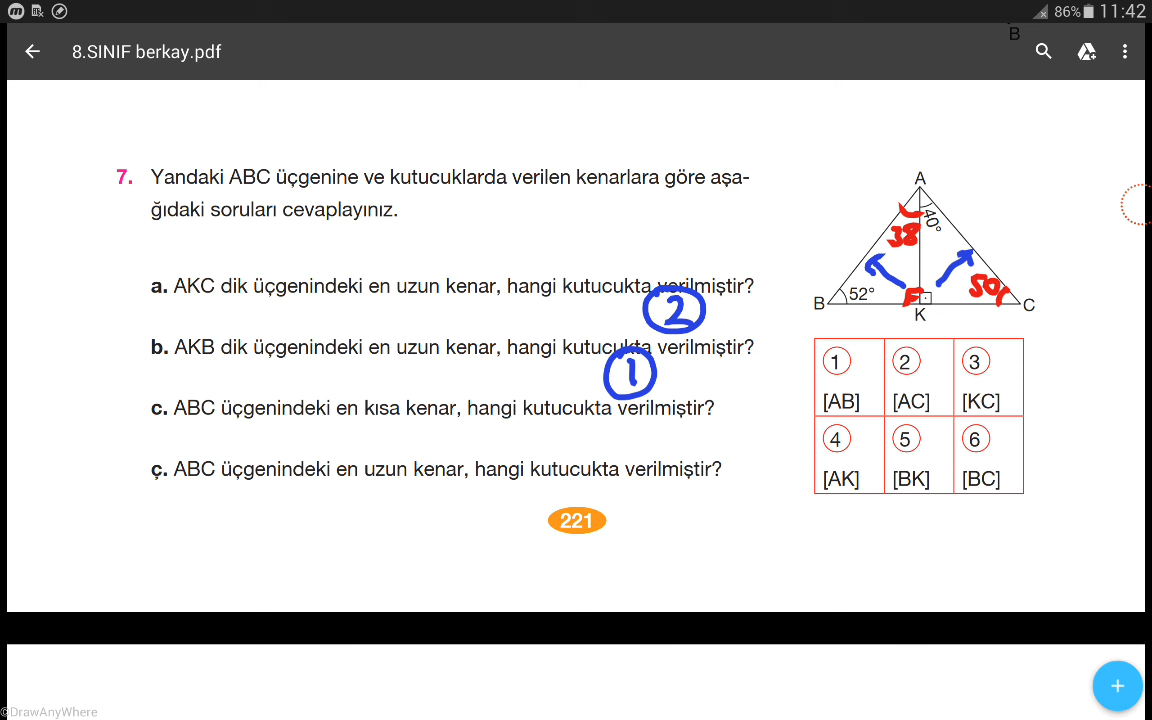 86% 11:42
8.SINIF berkay.pdf
B
7. Yandaki ABC üçgenine ve kutucuklarda verilen kenarlara göre aşa-
ğıdaki soruları cevaplayınız.
a. AKC dik üçgenindeki en uzun kenar, hangi kutucukta verilmiştir?
2
b. AKB dik üçgenindeki en uzun kenar, hangi kutucukta verilmiştir?
1
c. ABC üçgenindeki en kısa kenar, hangi kutucukta verilmiştir?
ç. ABC üçgenindeki en uzun kenar, hangi kutucukta verilmiştir?
221
A
40°
38
B 52° 50 C
K
1 2 3
[AB] [AC] [KC]
4 5 6
[AK] [BK] [BC]
+
©DrawAnyWhere